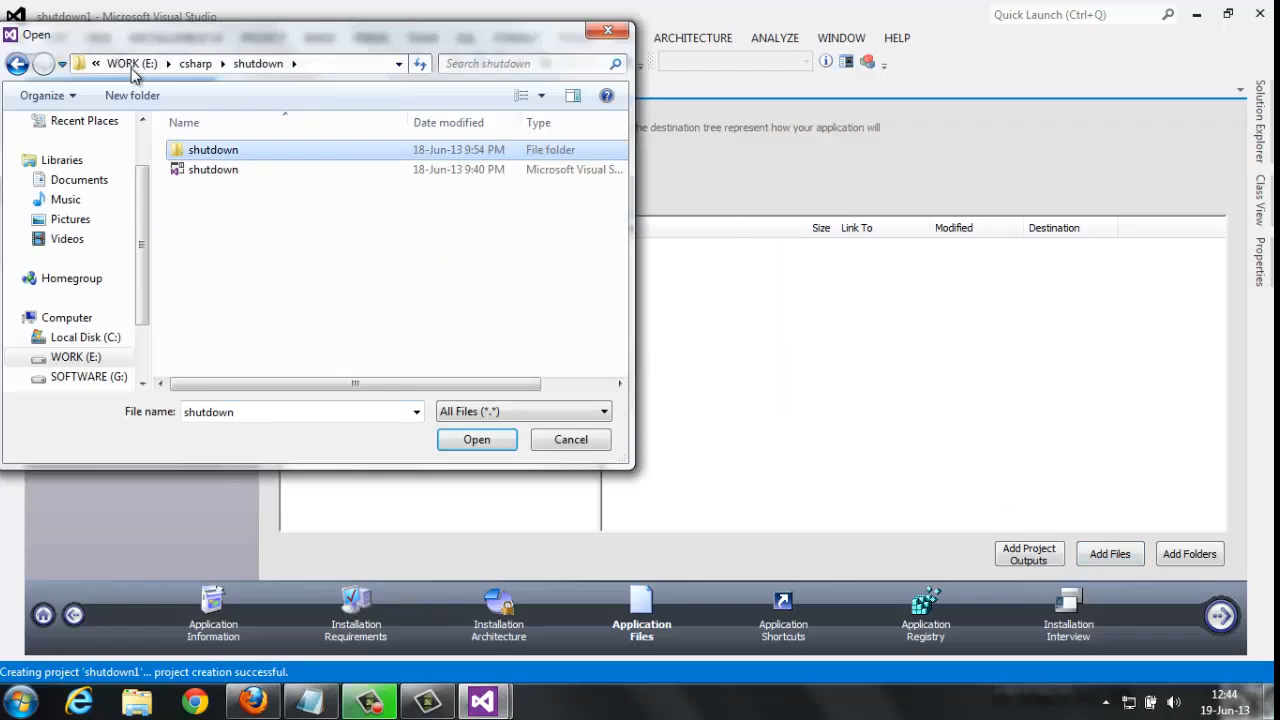 shutdown1 - Microsoft Visual Studio
Quick Launch (Ctrl+Q)
Open
ARCHITECTURE ANALYZE WINDOW HELP
« WORK (E:) csharp shutdown
Search shutdown
Organize New folder
Name Date modified Type
Recent Places
Libraries
Documents
Music
Pictures
Videos
Homegroup
Computer
Local Disk (C:)
WORK (E:)
SOFTWARE (G:)
shutdown 18-Jun-13 9:54 PM File folder
shutdown 18-Jun-13 9:40 PM Microsoft Visual S...
File name: shutdown All Files (*.*)
Open Cancel
he destination tree represent how your application will
Size Link To Modified Destination
Solution Explorer
Class View
Properties
Add Project Outputs
Add Files
Add Folders
Application Information
Installation Requirements
Installation Architecture
Application Files
Application Shortcuts
Application Registry
Installation Interview
Creating project 'shutdown1'... project creation successful.
12:44
19-Jun-13